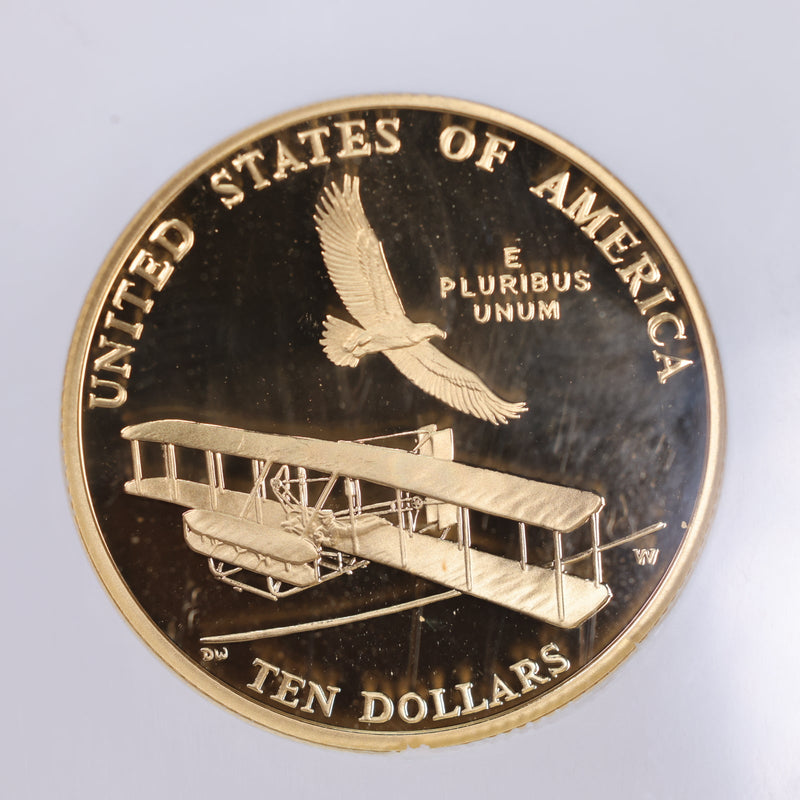 UNITED STATES OF AMERICA
E
PLURIBUS
UNUM
W
DW
TEN DOLLARS